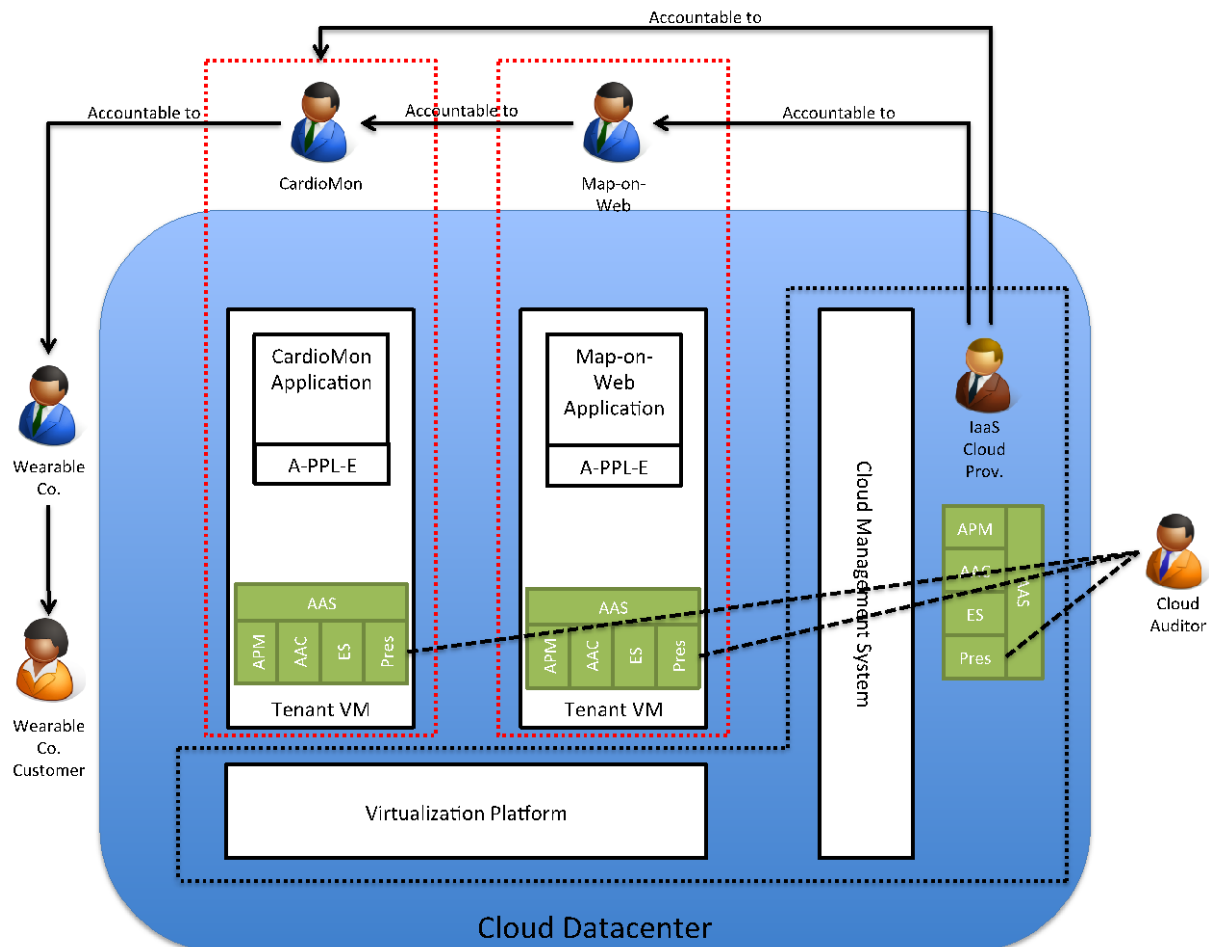 Accountable to
Accountable to
Accountable to
Accountable to
CardioMon
Map-on-
Web
CardioMon
Application
A-PPL-E
Map-on-
Web
Application
A-PPL-E
Cloud Management System
IaaS
Cloud
Prov.
Wearable
Co.
Wearable
Co.
Customer
AAS
APM
AAC
ES
Pres
Tenant VM
AAS
APM
AAC
ES
Pres
Tenant VM
APM
AAC
ES
Pres
AAS
Cloud
Auditor
Virtualization Platform
Cloud Datacenter